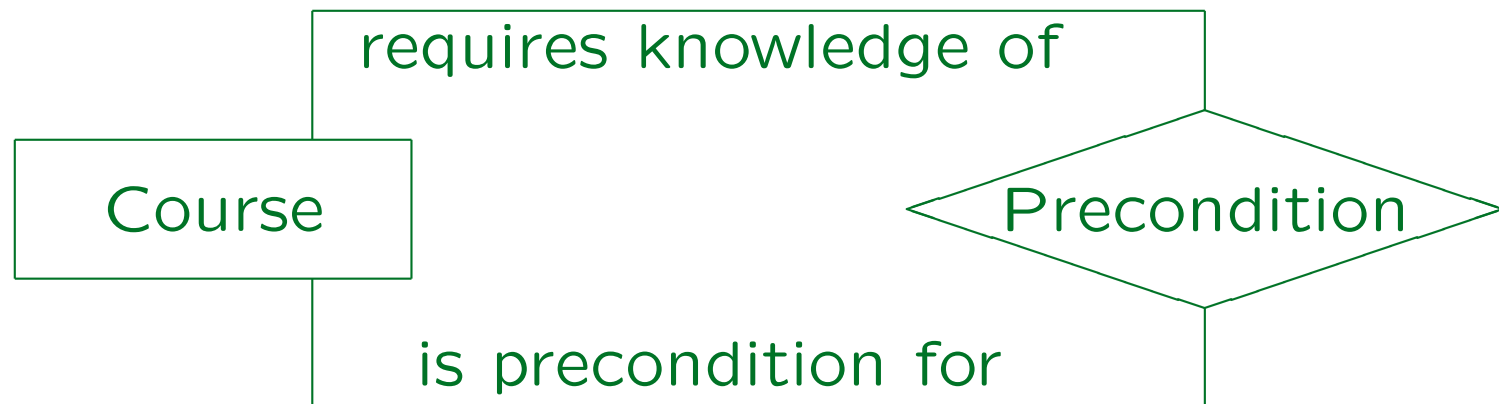 requires knowledge of
Course
Precondition
is precondition for